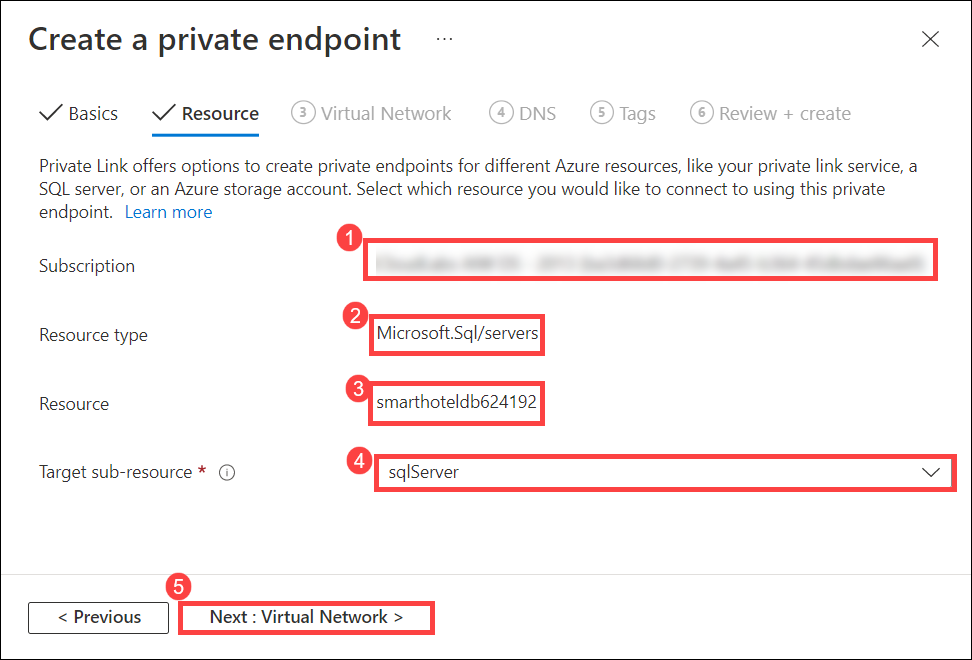 Create a private endpoint ...
Basics Resource 3 Virtual Network 4 DNS 5 Tags 6 Review + create
Private Link offers options to create private endpoints for different Azure resources, like your private link service, a
SQL server, or an Azure storage account. Select which resource you would like to connect to using this private
endpoint. Learn more
1
Subscription
2
Resource type Microsoft.Sql/servers
3
Resource smarthoteldb624192
4
Target sub-resource * i sqlServer
5
< Previous Next : Virtual Network >